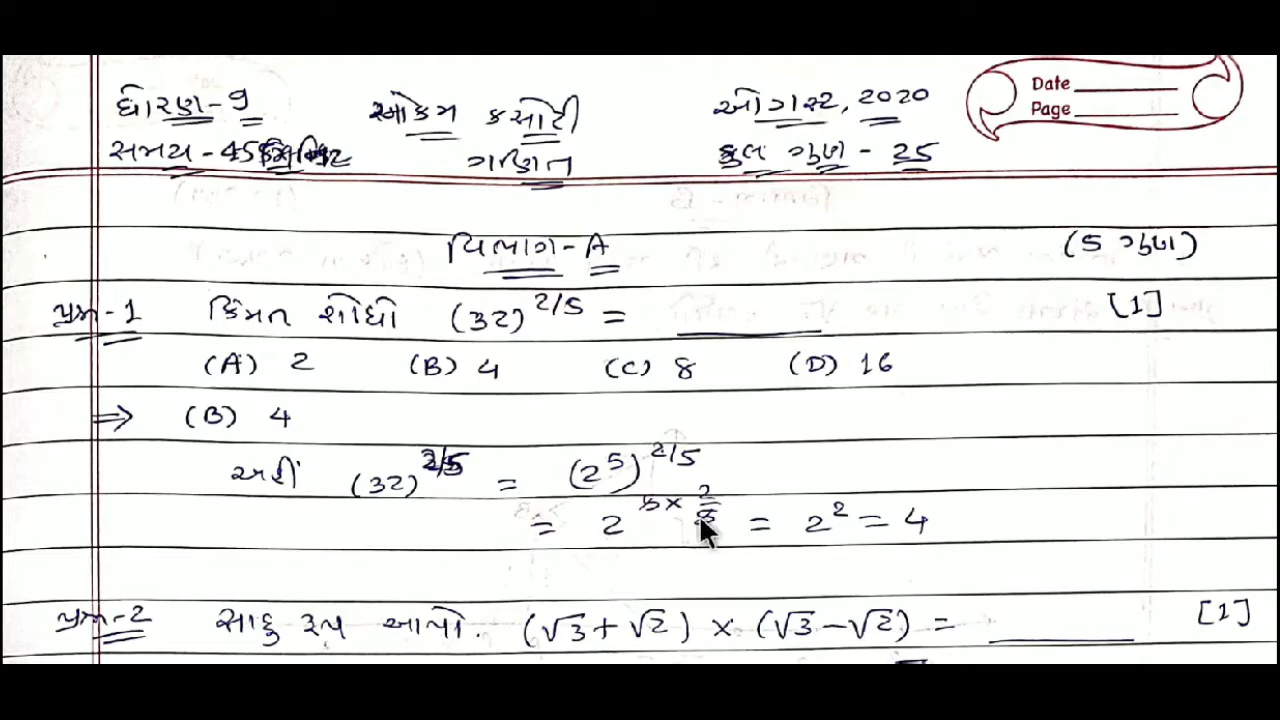 ધોરણ-9 એકમ કસોટી ઓગસ્ટ, 2020
Date
Page
સમય-45 મિનિટ ગણિત કુલ ગુણ-25
વિભાગ-A (5 ગુણ)
પ્રશ્ન-1 કિંમત શોધો (32)^2/5 = ______ [1]
(A) 2 (B) 4 (C) 8 (D) 16
⇒ (B) 4
અહીં (32)^2/5 = (2^5)^2/5
= 2^5×2/5 = 2^2 = 4
પ્રશ્ન-2 સાદુ રૂપ આપો. (√3+√2) × (√3-√2) = ______ [1]